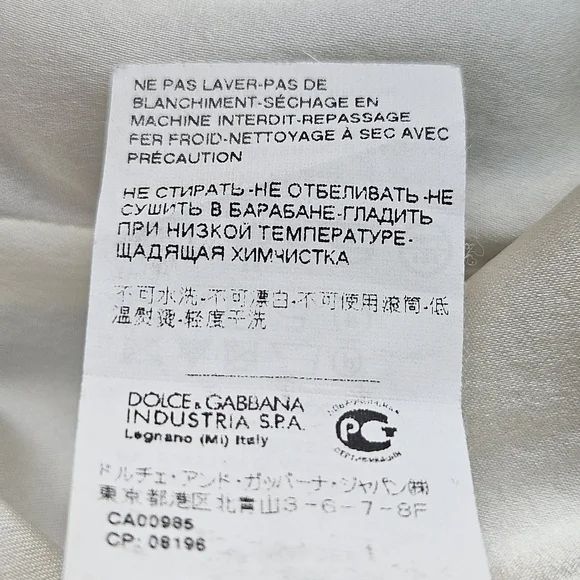 NE PAS LAVER-PAS DE
BLANCHIMENT-SÉCHAGE EN
MACHINE INTERDIT-REPASSAGE
FER FROID-NETTOYAGE À SEC AVEC
PRÉCAUTION
НЕ СТИРАТЬ-НЕ ОТБЕЛИВАТЬ-НЕ
СУШИТЬ В БАРАБАНЕ-ГЛАДИТЬ
ПРИ НИЗКОЙ ТЕМПЕРАТУРЕ-
ЩАДЯЩАЯ ХИМЧИСТКА
不可水洗-不可漂白-不可使用滚筒-低
温熨烫-轻度干洗
DOLCE & GABBANA
INDUSTRIA S.P.A.
Legnano (Mi) Italy
РСТ
ドルチェ・アンド・ガッバーナ・ジャパン(株)
東京都港区北青山3-6-7-8F
CA00985
CP: 08196